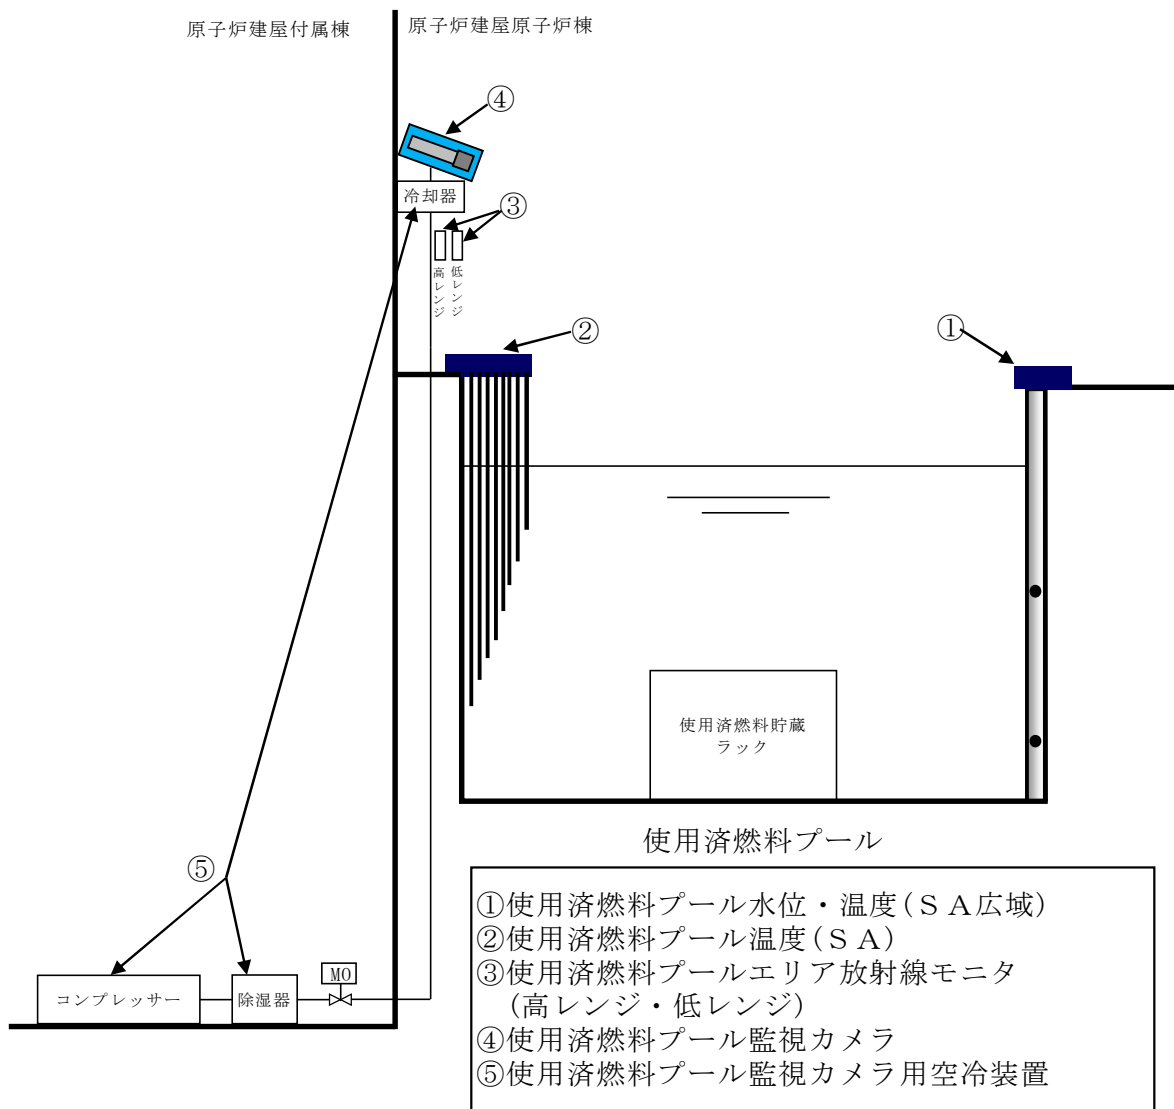 原子炉建屋付属棟
原子炉建屋原子炉棟
④
冷却器
③
高レンジ
低レンジ
②
①
使用済燃料貯蔵
ラック
使用済燃料プール
⑤
コンプレッサー
除湿器
MO
①使用済燃料プール水位・温度(SA広域)
②使用済燃料プール温度(SA)
③使用済燃料プールエリア放射線モニタ
(高レンジ・低レンジ)
④使用済燃料プール監視カメラ
⑤使用済燃料プール監視カメラ用空冷装置